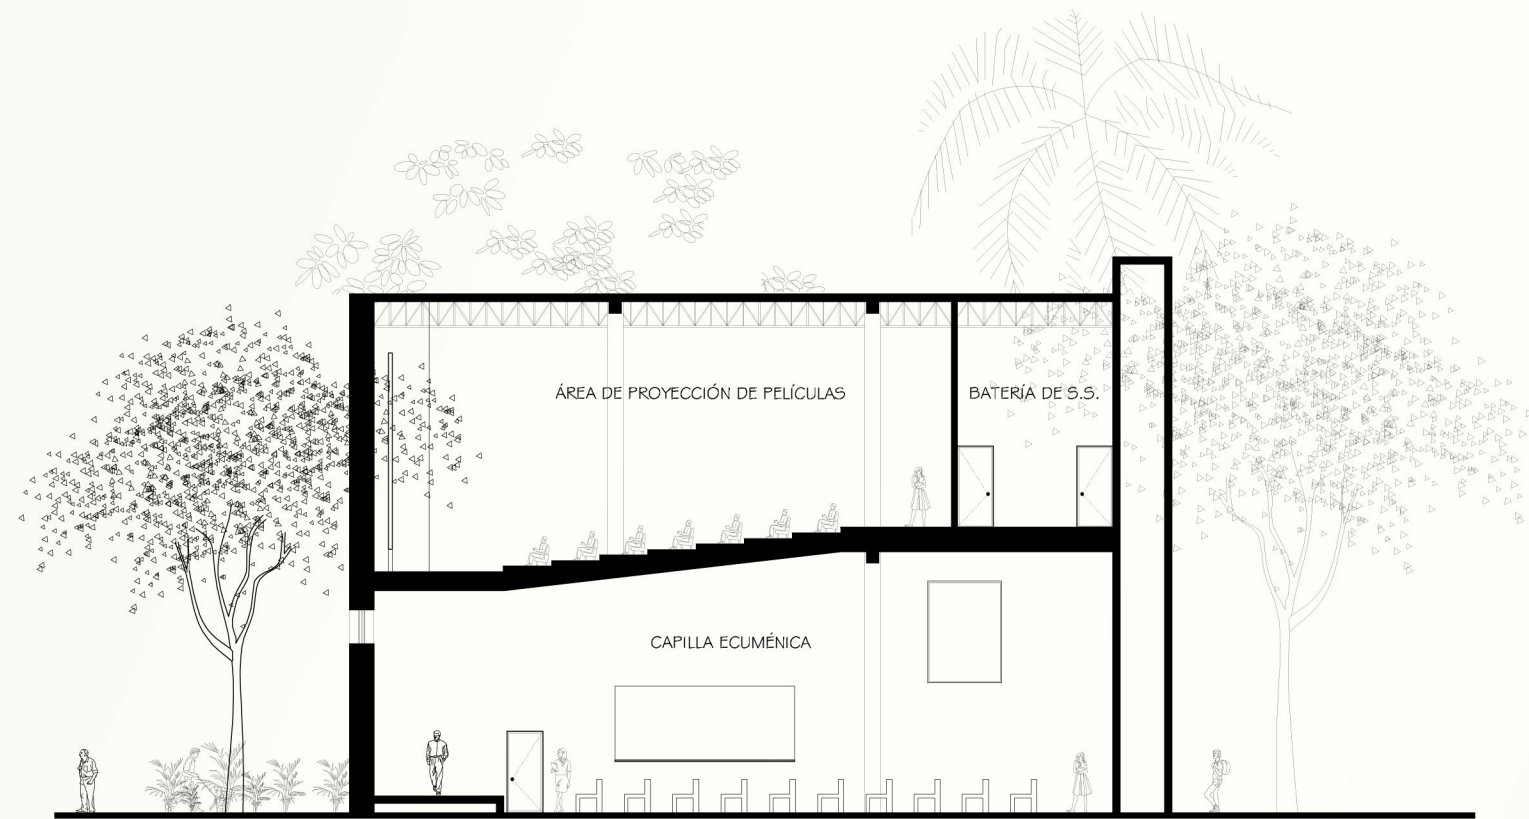 ÁREA DE PROYECCIÓN DE PELÍCULAS
BATERÍA DE S.S.
CAPILLA ECUMÉNICA